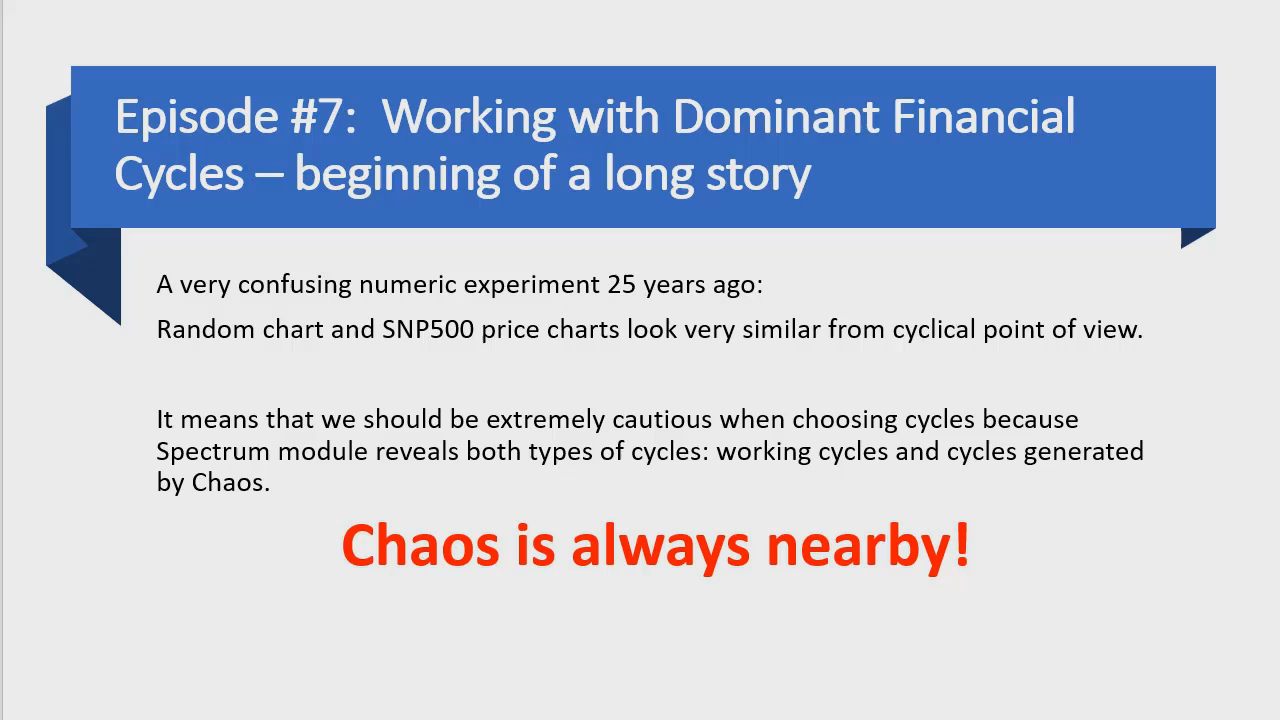 Episode #7:  Working with Dominant Financial
Cycles – beginning of a long story
A very confusing numeric experiment 25 years ago:
Random chart and SNP500 price charts look very similar from cyclical point of view.
It means that we should be extremely cautious when choosing cycles because
Spectrum module reveals both types of cycles: working cycles and cycles generated
by Chaos.
Chaos is always nearby!